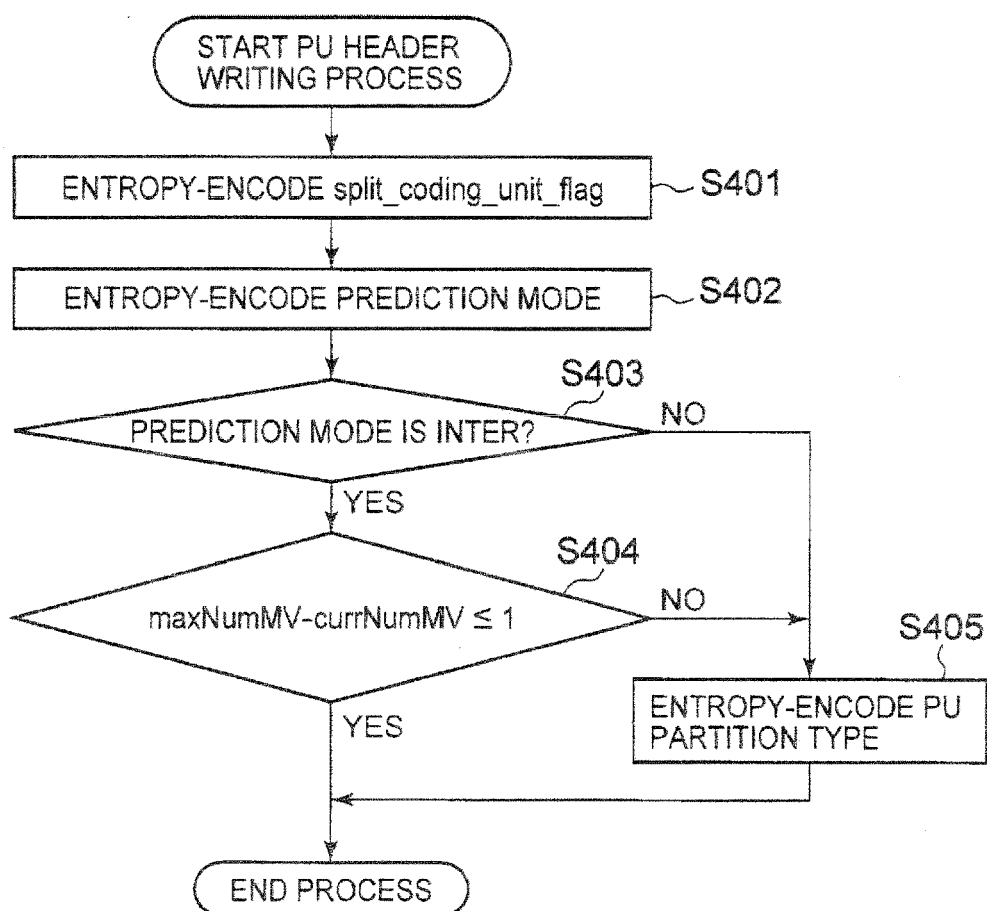 START PU HEADER
WRITING PROCESS
ENTROPY-ENCODE split_coding_unit_flag
S401
ENTROPY-ENCODE PREDICTION MODE
S402
S403
PREDICTION MODE IS INTER?
NO
YES
S404
maxNumMV-currNumMV ≤ 1
NO
S405
YES
ENTROPY-ENCODE PU
PARTITION TYPE
END PROCESS